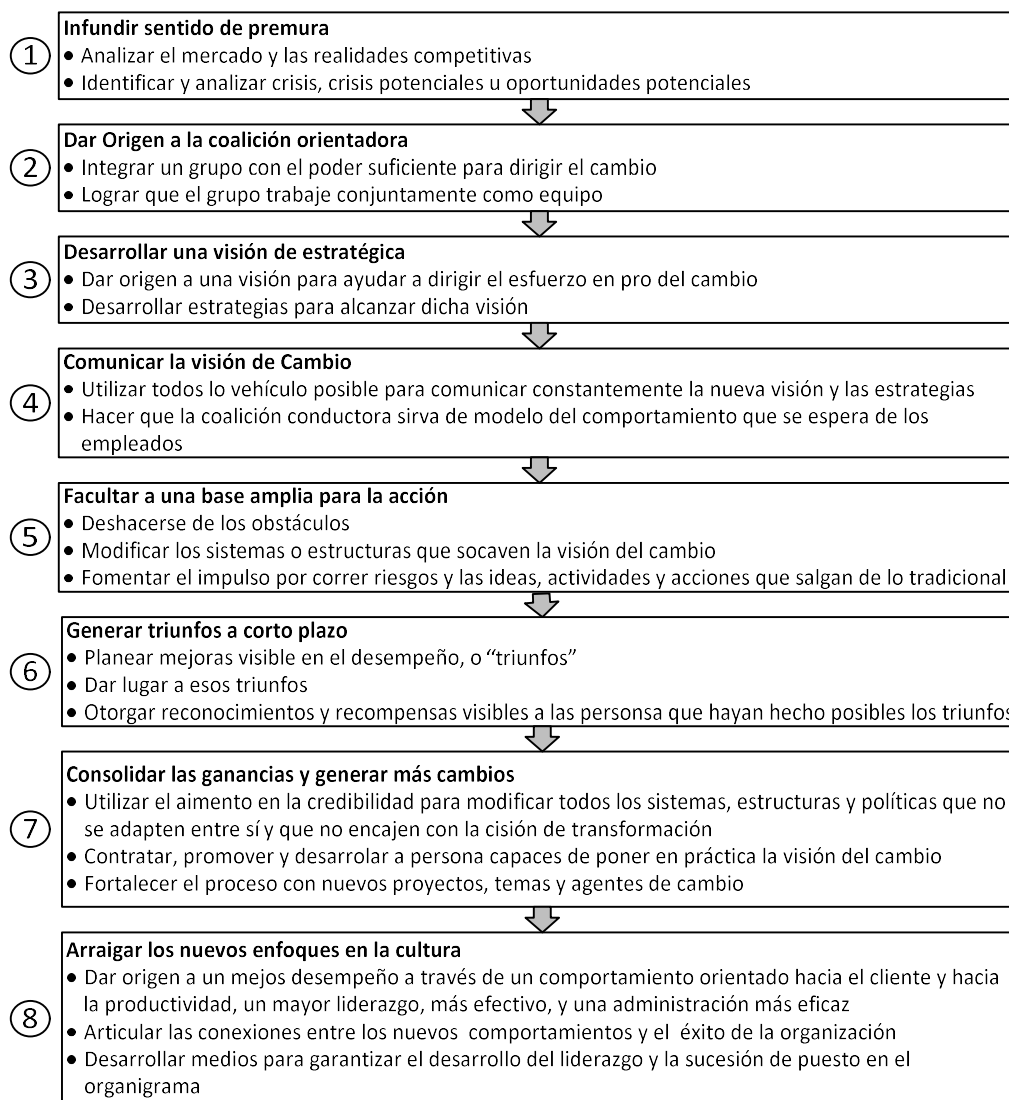 Infundir sentido de premura
1
• Analizar el mercado y las realidades competitivas
• Identificar y analizar crisis, crisis potenciales u oportunidades potenciales
Dar Origen a la coalición orientadora
2
• Integrar un grupo con el poder suficiente para dirigir el cambio
• Lograr que el grupo trabaje conjuntamente como equipo
Desarrollar una visión de estratégica
3
• Dar origen a una visión para ayudar a dirigir el esfuerzo en pro del cambio
• Desarrollar estrategias para alcanzar dicha visión
Comunicar la visión de Cambio
4
• Utilizar todos lo vehículo posible para comunicar constantemente la nueva visión y las estrategias
• Hacer que la coalición conductora sirva de modelo del comportamiento que se espera de los
empleados
Facultar a una base amplia para la acción
5
• Deshacerse de los obstáculos
• Modificar los sistemas o estructuras que socaven la visión del cambio
• Fomentar el impulso por correr riesgos y las ideas, actividades y acciones que salgan de lo tradicional
Generar triunfos a corto plazo
6
• Planear mejoras visible en el desempeño, o “triunfos”
• Dar lugar a esos triunfos
• Otorgar reconocimientos y recompensas visibles a las personsa que hayan hecho posibles los triunfos
Consolidar las ganancias y generar más cambios
7
• Utilizar el aimento en la credibilidad para modificar todos los sistemas, estructuras y políticas que no
se adapten entre sí y que no encajen con la cisión de transformación
• Contratar, promover y desarrolar a persona capaces de poner en práctica la visión del cambio
• Fortalecer el proceso con nuevos proyectos, temas y agentes de cambio
Arraigar los nuevos enfoques en la cultura
8
• Dar origen a un mejos desempeño a través de un comportamiento orientado hacia el cliente y hacia
la productividad, un mayor liderazgo, más efectivo, y una administración más eficaz
• Articular las conexiones entre los nuevos comportamientos y el éxito de la organización
• Desarrollar medios para garantizar el desarrollo del liderazgo y la sucesión de puesto en el
organigrama